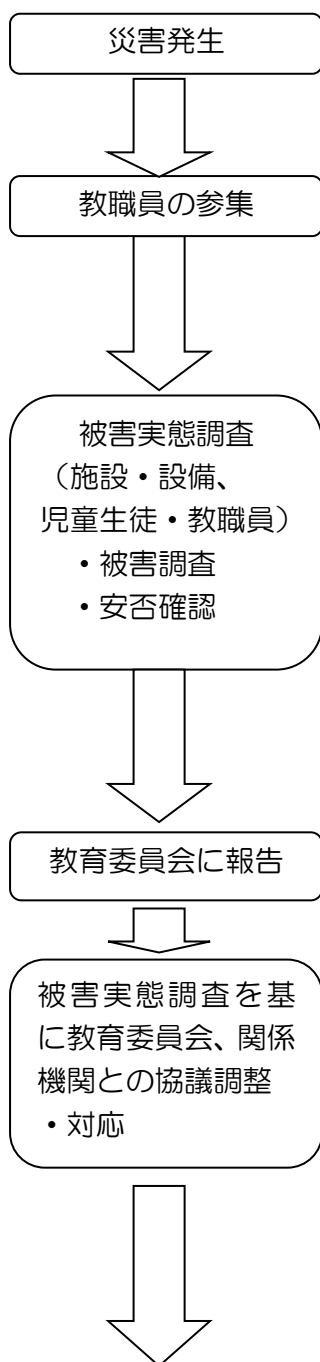 災害発生
教職員の参集
被害実態調査
（施設・設備、
児童生徒・教職員）
・被害調査
・安否確認
教育委員会に報告
被害実態調査を基
に教育委員会、関係
機関との協議調整
・対応